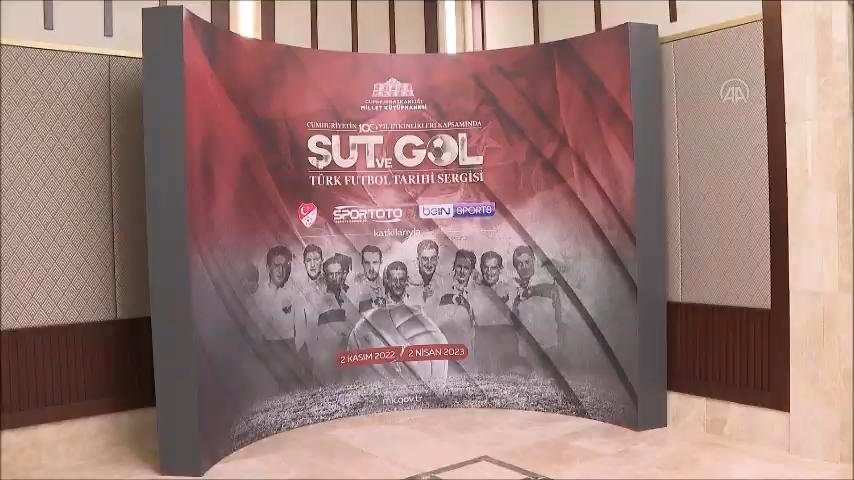 AA
CUMHURBAŞKANLIĞI
MİLLET KÜTÜPHANESİ
CUMHURİYETİN 100. YIL ETKİNLİKLERİ KAPSAMINDA
ŞUT VE GOL
TÜRK FUTBOL TARİHİ SERGİSİ
SPORTOTO
beIN SPORTS
katkılarıyla
2 KASIM 2022 / 2 NİSAN 2023
mk.gov.tr